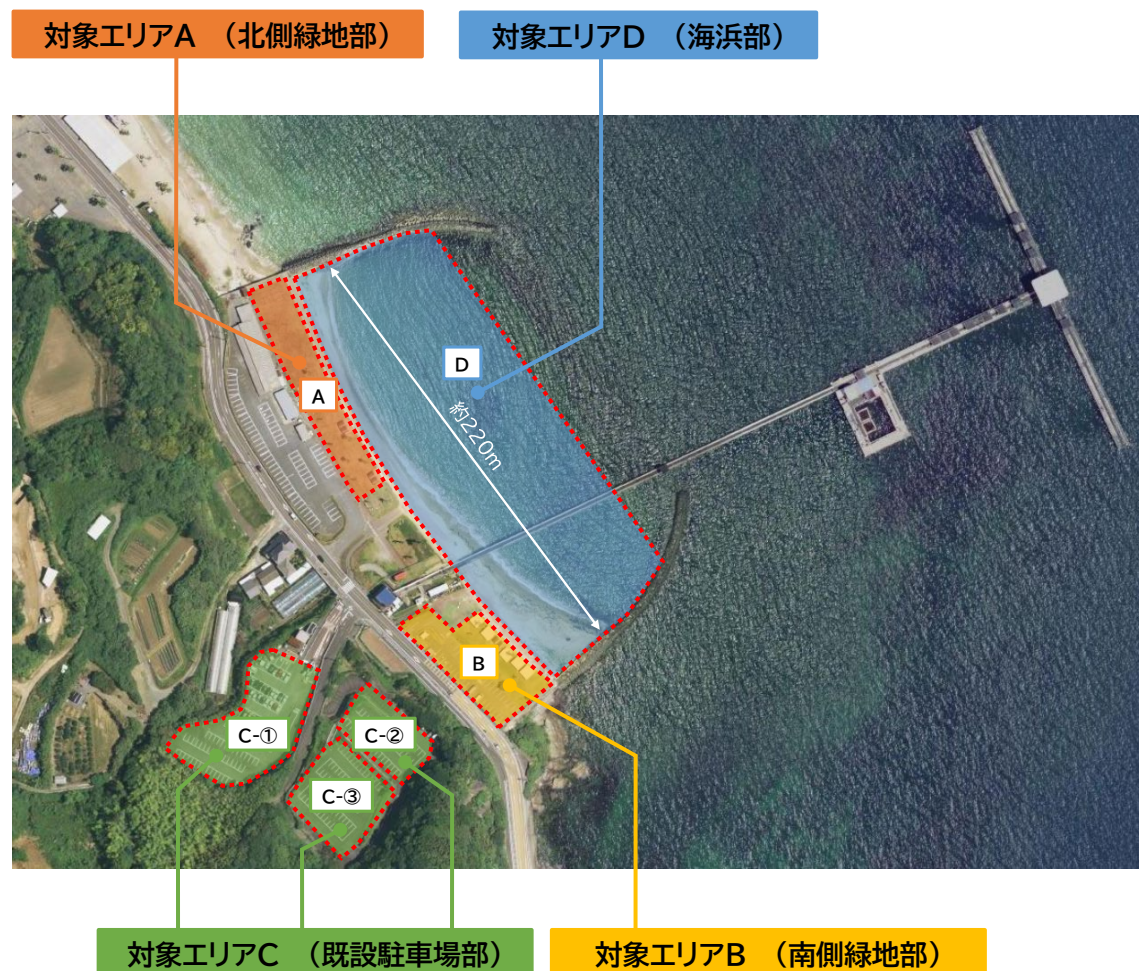 対象エリアA （北側緑地部）
対象エリアD （海浜部）
D
A
約220m
B
C-①
C-②
C-③
対象エリアC （既設駐車場部）
対象エリアB （南側緑地部）